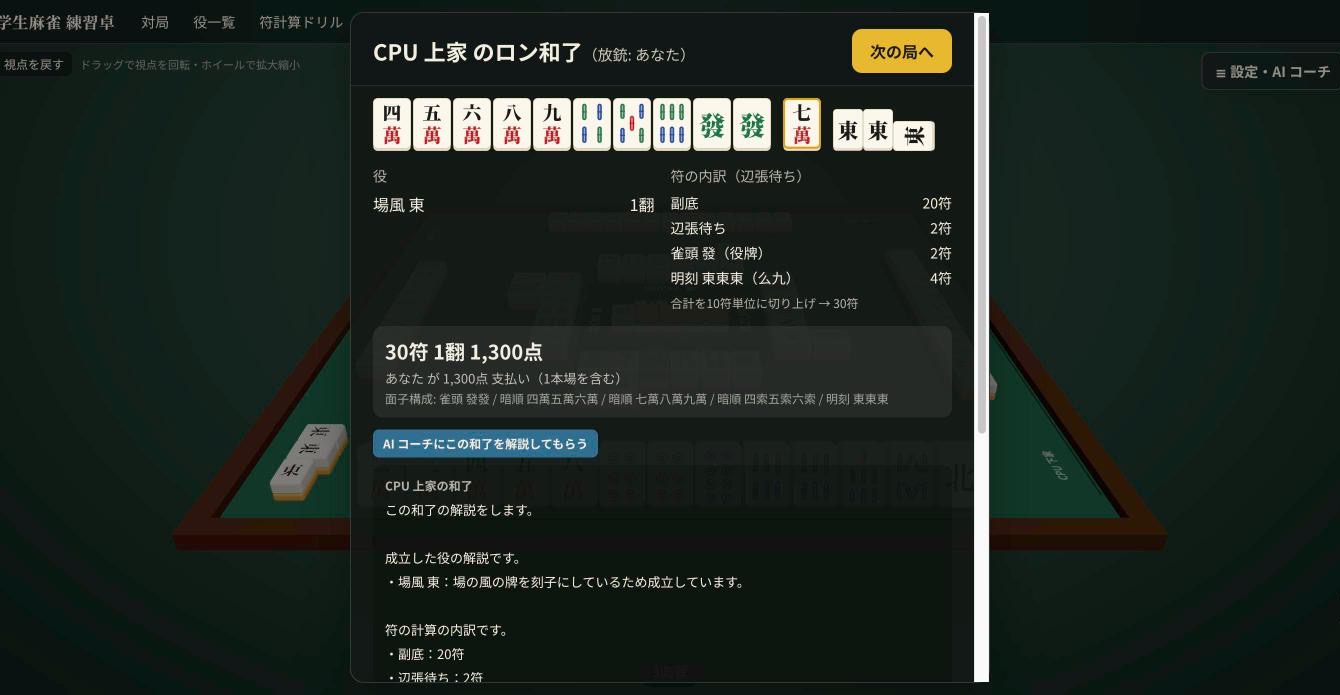 学生麻雀 練習卓 対局 役一覧 符計算ドリル
視点を戻す ドラッグで視点を回転・ホイールで拡大縮小
≡ 設定・AI コーチ
CPU 上家 のロン和了 (放銃: あなた)
次の局へ
四萬 五萬 六萬 八萬 九萬 發 發 七萬 東 東 東
役
場風 東 1翻
符の内訳(辺張待ち)
副底 20符
辺張待ち 2符
雀頭 發(役牌) 2符
明刻 東東東(么九) 4符
合計を10符単位に切り上げ → 30符
30符 1翻 1,300点
あなた が 1,300点 支払い(1本場を含む)
面子構成: 雀頭 發發 / 暗順 四萬五萬六萬 / 暗順 七萬八萬九萬 / 暗順 四索五索六索 / 明刻 東東東
AI コーチにこの和了を解説してもらう
CPU 上家の和了
この和了の解説をします。
成立した役の解説です。
・場風 東:場の風の牌を刻子にしているため成立しています。
符の計算の内訳です。
・副底:20符
・辺張待ち:2符
東 東 東
CPU 下家
北